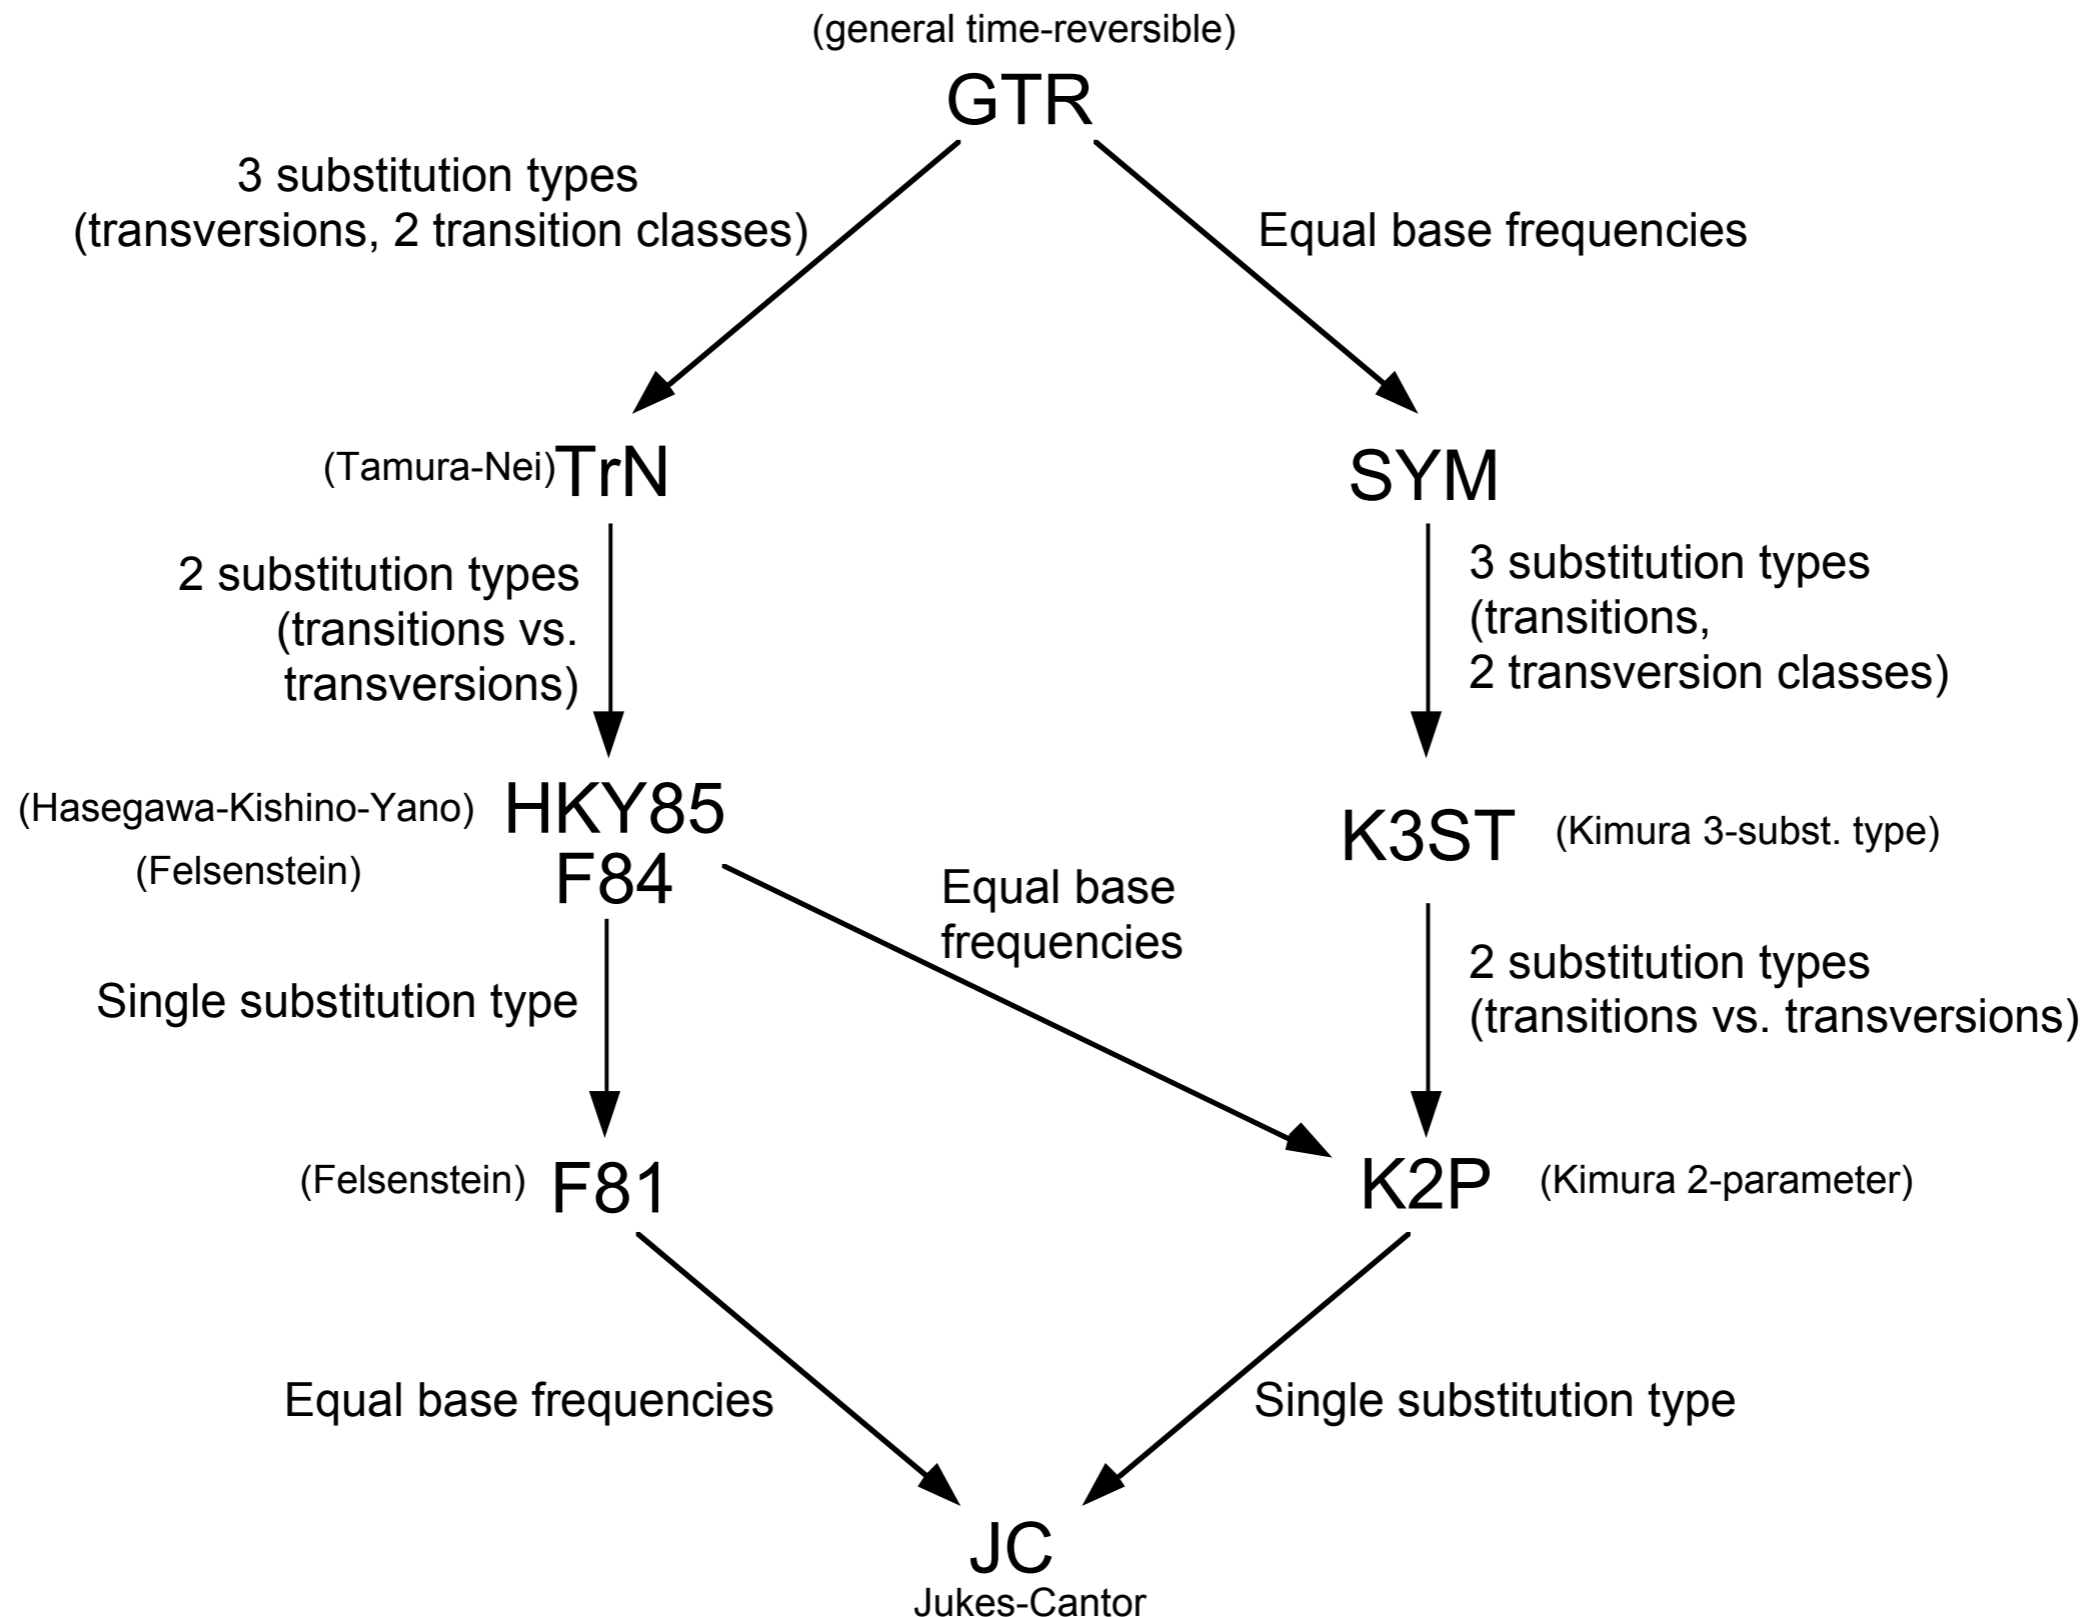 (general time-reversible)
GTR
3 substitution types
(transversions, 2 transition classes)
Equal base frequencies
(Tamura-Nei) TrN
SYM
2 substitution types
(transitions vs.
transversions)
3 substitution types
(transitions,
2 transversion classes)
(Hasegawa-Kishino-Yano) HKY85
(Felsenstein) F84
K3ST (Kimura 3-subst. type)
Equal base
frequencies
Single substitution type
2 substitution types
(transitions vs. transversions)
(Felsenstein) F81
K2P (Kimura 2-parameter)
Equal base frequencies
Single substitution type
JC
Jukes-Cantor